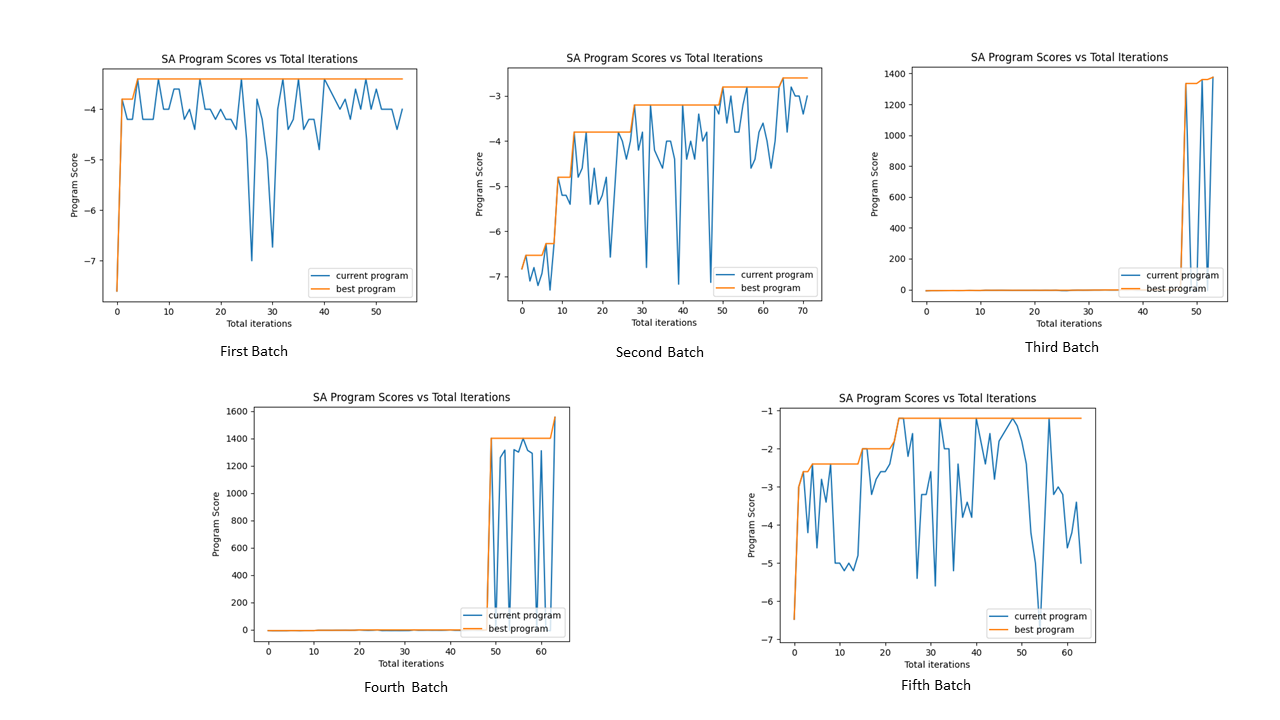 SA Program Scores vs Total Iterations
Program Score
−4
−5
−6
−7
current program
best program
0 10 20 30 40 50
Total iterations
First Batch
SA Program Scores vs Total Iterations
Program Score
−3
−4
−5
−6
−7
current program
best program
0 10 20 30 40 50 60 70
Total iterations
Second Batch
SA Program Scores vs Total Iterations
Program Score
1400
1200
1000
800
600
400
200
0
current program
best program
0 10 20 30 40 50
Total iterations
Third Batch
SA Program Scores vs Total Iterations
Program Score
1600
1400
1200
1000
800
600
400
200
0
current program
best program
0 10 20 30 40 50 60
Total iterations
Fourth Batch
SA Program Scores vs Total Iterations
Program Score
−1
−2
−3
−4
−5
−6
−7
current program
best program
0 10 20 30 40 50 60
Total iterations
Fifth Batch